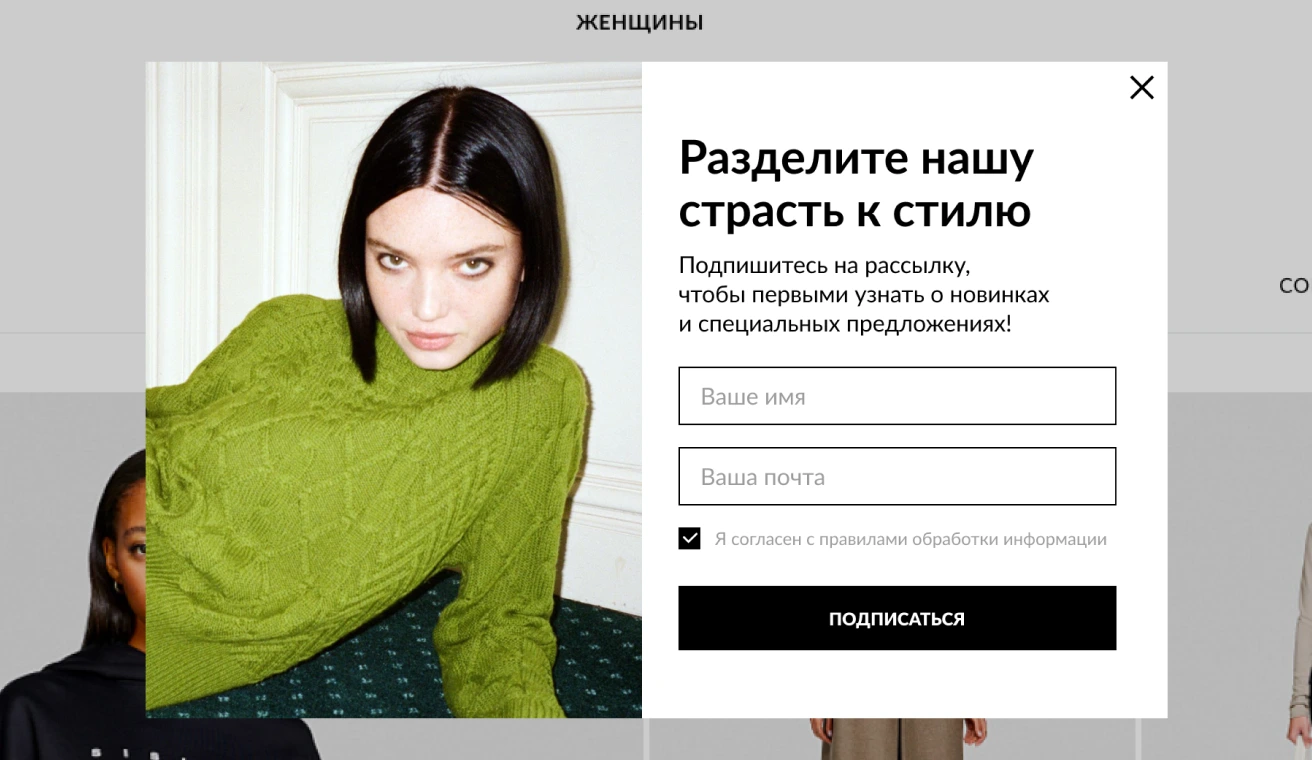 ЖЕНЩИНЫ
Разделите нашу
страсть к стилю
Подпишитесь на рассылку,
чтобы первыми узнать о новинках
и специальных предложениях!
Ваше имя
Ваша почта
Я согласен с правилами обработки информации
ПОДПИСАТЬСЯ
СО